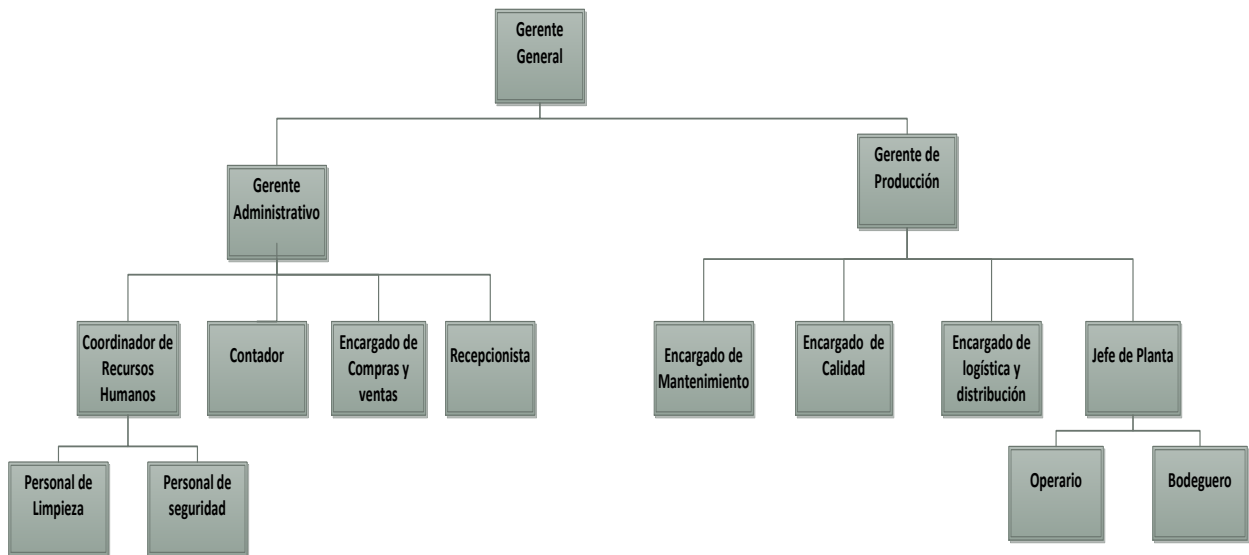 Gerente
General
Gerente
Administrativo
Gerente de
Producción
Coordinador de
Recursos
Humanos
Contador
Encargado de
Compras y
ventas
Recepcionista
Encargado de
Mantenimiento
Encargado de
Calidad
Encargado de
logística y
distribución
Jefe de Planta
Personal de
Limpieza
Personal de
seguridad
Operario
Bodeguero